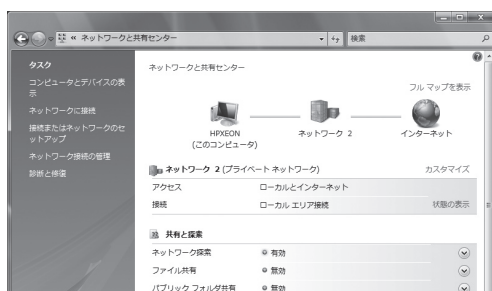 « ネットワークと共有センター
検索
タスク
コンピュータとデバイスの表
示
ネットワークに接続
接続またはネットワークのセ
ットアップ
ネットワーク接続の管理
診断と修復
ネットワークと共有センター
フル マップを表示
HPXEON
(このコンピュータ)
ネットワーク 2
インターネット
ネットワーク 2 (プライベート ネットワーク)
カスタマイズ
アクセス
ローカルとインターネット
接続
ローカル エリア接続
状態の表示
共有と探索
ネットワーク探索
有効
ファイル共有
無効
パブリック フォルダ共有
無効